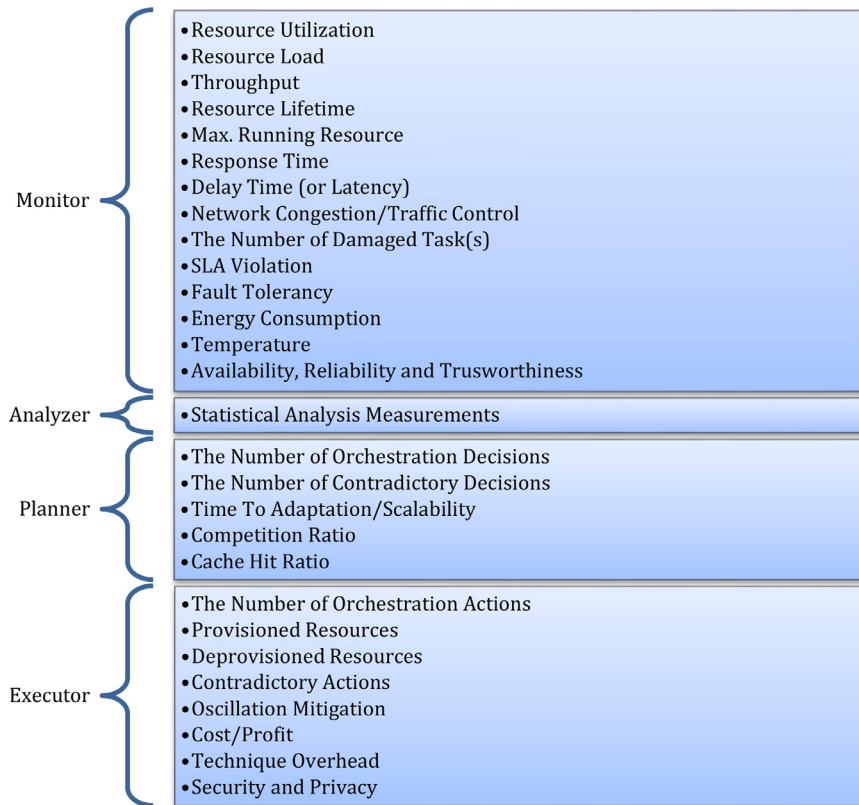 Monitor
•Resource Utilization
•Resource Load
•Throughput
•Resource Lifetime
•Max. Running Resource
•Response Time
•Delay Time (or Latency)
•Network Congestion/Traffic Control
•The Number of Damaged Task(s)
•SLA Violation
•Fault Tolerancy
•Energy Consumption
•Temperature
•Availability, Reliability and Trusworthiness
Analyzer
•Statistical Analysis Measurements
Planner
•The Number of Orchestration Decisions
•The Number of Contradictory Decisions
•Time To Adaptation/Scalability
•Competition Ratio
•Cache Hit Ratio
Executor
•The Number of Orchestration Actions
•Provisioned Resources
•Deprovisioned Resources
•Contradictory Actions
•Oscillation Mitigation
•Cost/Profit
•Technique Overhead
•Security and Privacy